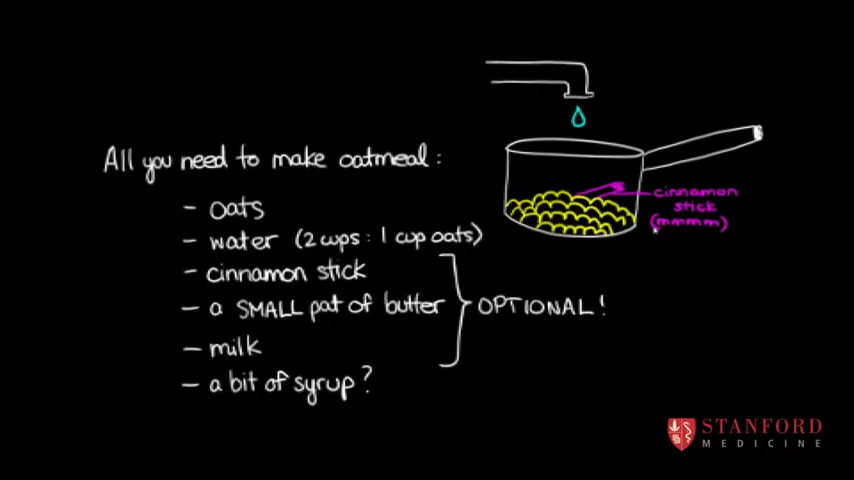 All you need to make oatmeal:
- oats
- water (2 cups : 1 cup oats)
- cinnamon stick
- a SMALL pat of butter
- milk
- a bit of syrup?
OPTIONAL!
cinnamon
stick
(mmmm)
STANFORD
MEDICINE